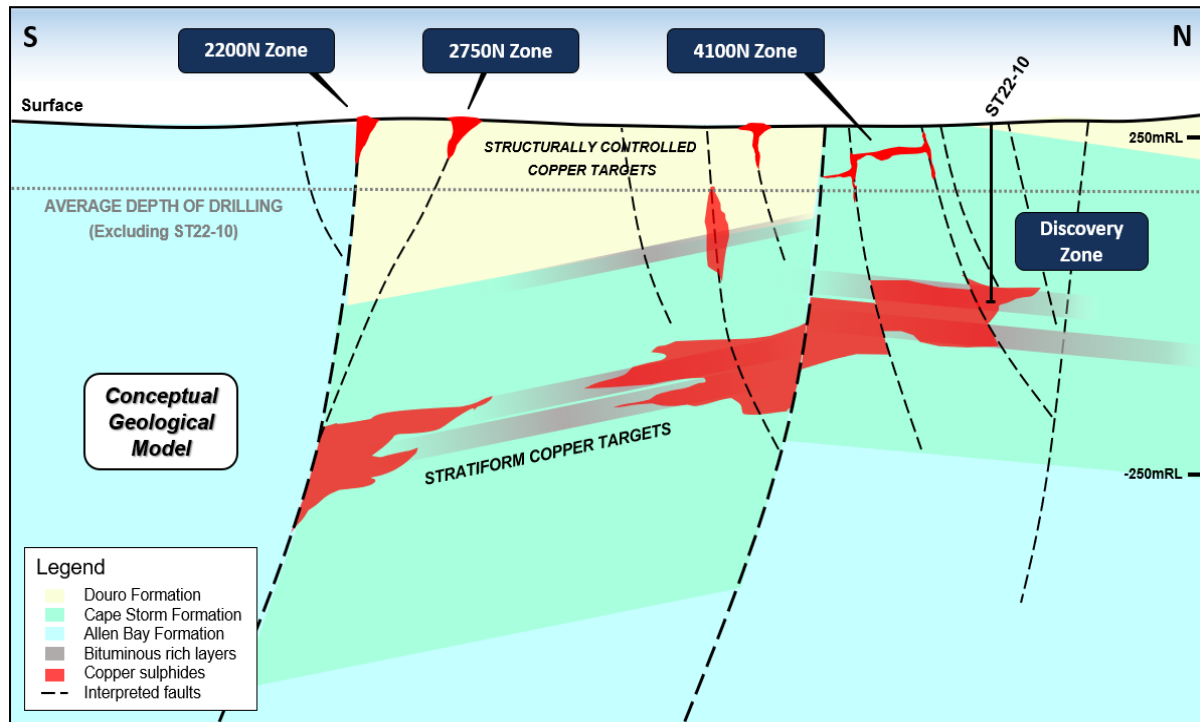 S
N
2200N Zone
2750N Zone
4100N Zone
ST22-10
Surface
250mRL
STRUCTURALLY CONTROLLED
COPPER TARGETS
AVERAGE DEPTH OF DRILLING
(Excluding ST22-10)
Discovery
Zone
Conceptual
Geological
Model
STRATIFORM COPPER TARGETS
-250mRL
Legend
Douro Formation
Cape Storm Formation
Allen Bay Formation
Bituminous rich layers
Copper sulphides
Interpreted faults